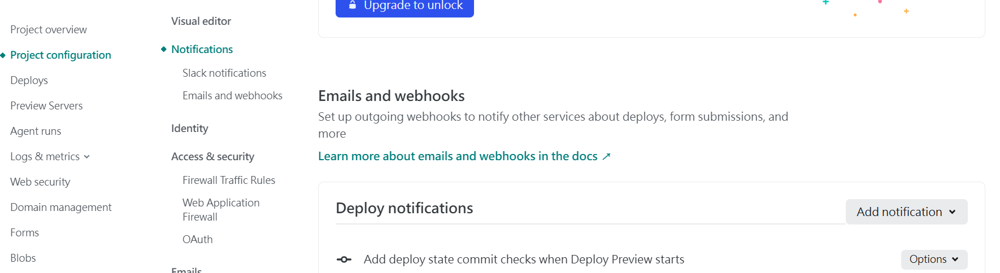 Project overview
Project configuration
Deploys
Preview Servers
Agent runs
Logs & metrics
Web security
Domain management
Forms
Blobs
Visual editor
Notifications
Slack notifications
Emails and webhooks
Identity
Access & security
Firewall Traffic Rules
Web Application
Firewall
OAuth
Emails
Upgrade to unlock
Emails and webhooks
Set up outgoing webhooks to notify other services about deploys, form submissions, and
more
Learn more about emails and webhooks in the docs ↗
Deploy notifications
Add notification
Add deploy state commit checks when Deploy Preview starts
Options